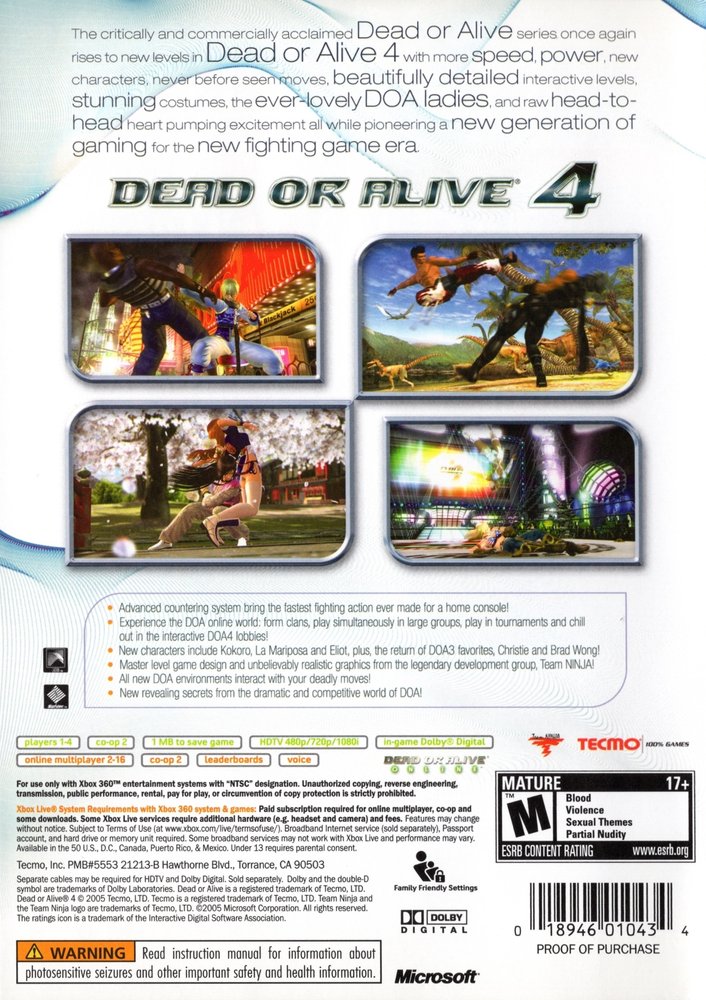 The critically and commercially acclaimed Dead or Alive series once again
rises to new levels in Dead or Alive 4 with more speed, power, new
characters, never before seen moves, beautifully detailed interactive levels,
stunning costumes, the ever-lovely DOA ladies, and raw head-to-
head heart pumping excitement all while pioneering a new generation of
gaming for the new fighting game era.
DEAD OR ALIVE® 4
Blackjack 25
• Advanced countering system bring the fastest fighting action ever made for a home console!
• Experience the DOA online world: form clans, play simultaneously in large groups, play in tournaments and chill
out in the interactive DOA4 lobbies!
• New characters include Kokoro, La Mariposa and Eliot, plus, the return of DOA3 favorites, Christie and Brad Wong!
• Master level game design and unbelievably realistic graphics from the legendary development group, Team NINJA!
• All new DOA environments interact with your deadly moves!
• New revealing secrets from the dramatic and competitive world of DOA!
players 1-4
co-op 2
1 MB to save game
HDTV 480p/720p/1080i
in-game Dolby® Digital
online multiplayer 2-16
co-op 2
leaderboards
voice
DEAD OR ALIVE
ONLINE
Team NINJA
TECMO 100% GAMES
For use only with Xbox 360™ entertainment systems with “NTSC” designation. Unauthorized copying, reverse engineering,
transmission, public performance, rental, pay for play, or circumvention of copy protection is strictly prohibited.
Xbox Live® System Requirements with Xbox 360 system & games: Paid subscription required for online multiplayer, co-op and
some downloads. Some Xbox Live services require additional hardware (e.g. headset and camera) and fees. Features may change
without notice. Subject to Terms of Use (at www.xbox.com/live/termsofuse/). Broadband Internet service (sold separately), Passport
account, and hard drive or memory unit required. Some broadband services may not work with Xbox Live and performance may vary.
Available in the 50 U.S., D.C., Canada, Puerto Rico, & Mexico. Under 13 requires parental consent.
Tecmo, Inc. PMB#5553 21213-B Hawthorne Blvd., Torrance, CA 90503
Separate cables may be required for HDTV and Dolby Digital. Sold separately. Dolby and the double-D
symbol are trademarks of Dolby Laboratories. Dead or Alive is a registered trademark of Tecmo, LTD.
Dead or Alive® 4 © 2005 Tecmo, LTD. Tecmo is a registered trademark of Tecmo, LTD. Team Ninja and
the Team Ninja logo are trademarks of Tecmo, LTD. ©2005 Microsoft Corporation. All rights reserved.
The ratings icon is a trademark of the Interactive Digital Software Association.
Family Friendly Settings
DOLBY
DIGITAL
MATURE 17+
M
Blood
Violence
Sexual Themes
Partial Nudity
ESRB CONTENT RATING www.esrb.org
0 18946 01043 4
PROOF OF PURCHASE
WARNING Read instruction manual for information about
photosensitive seizures and other important safety and health information.
Microsoft